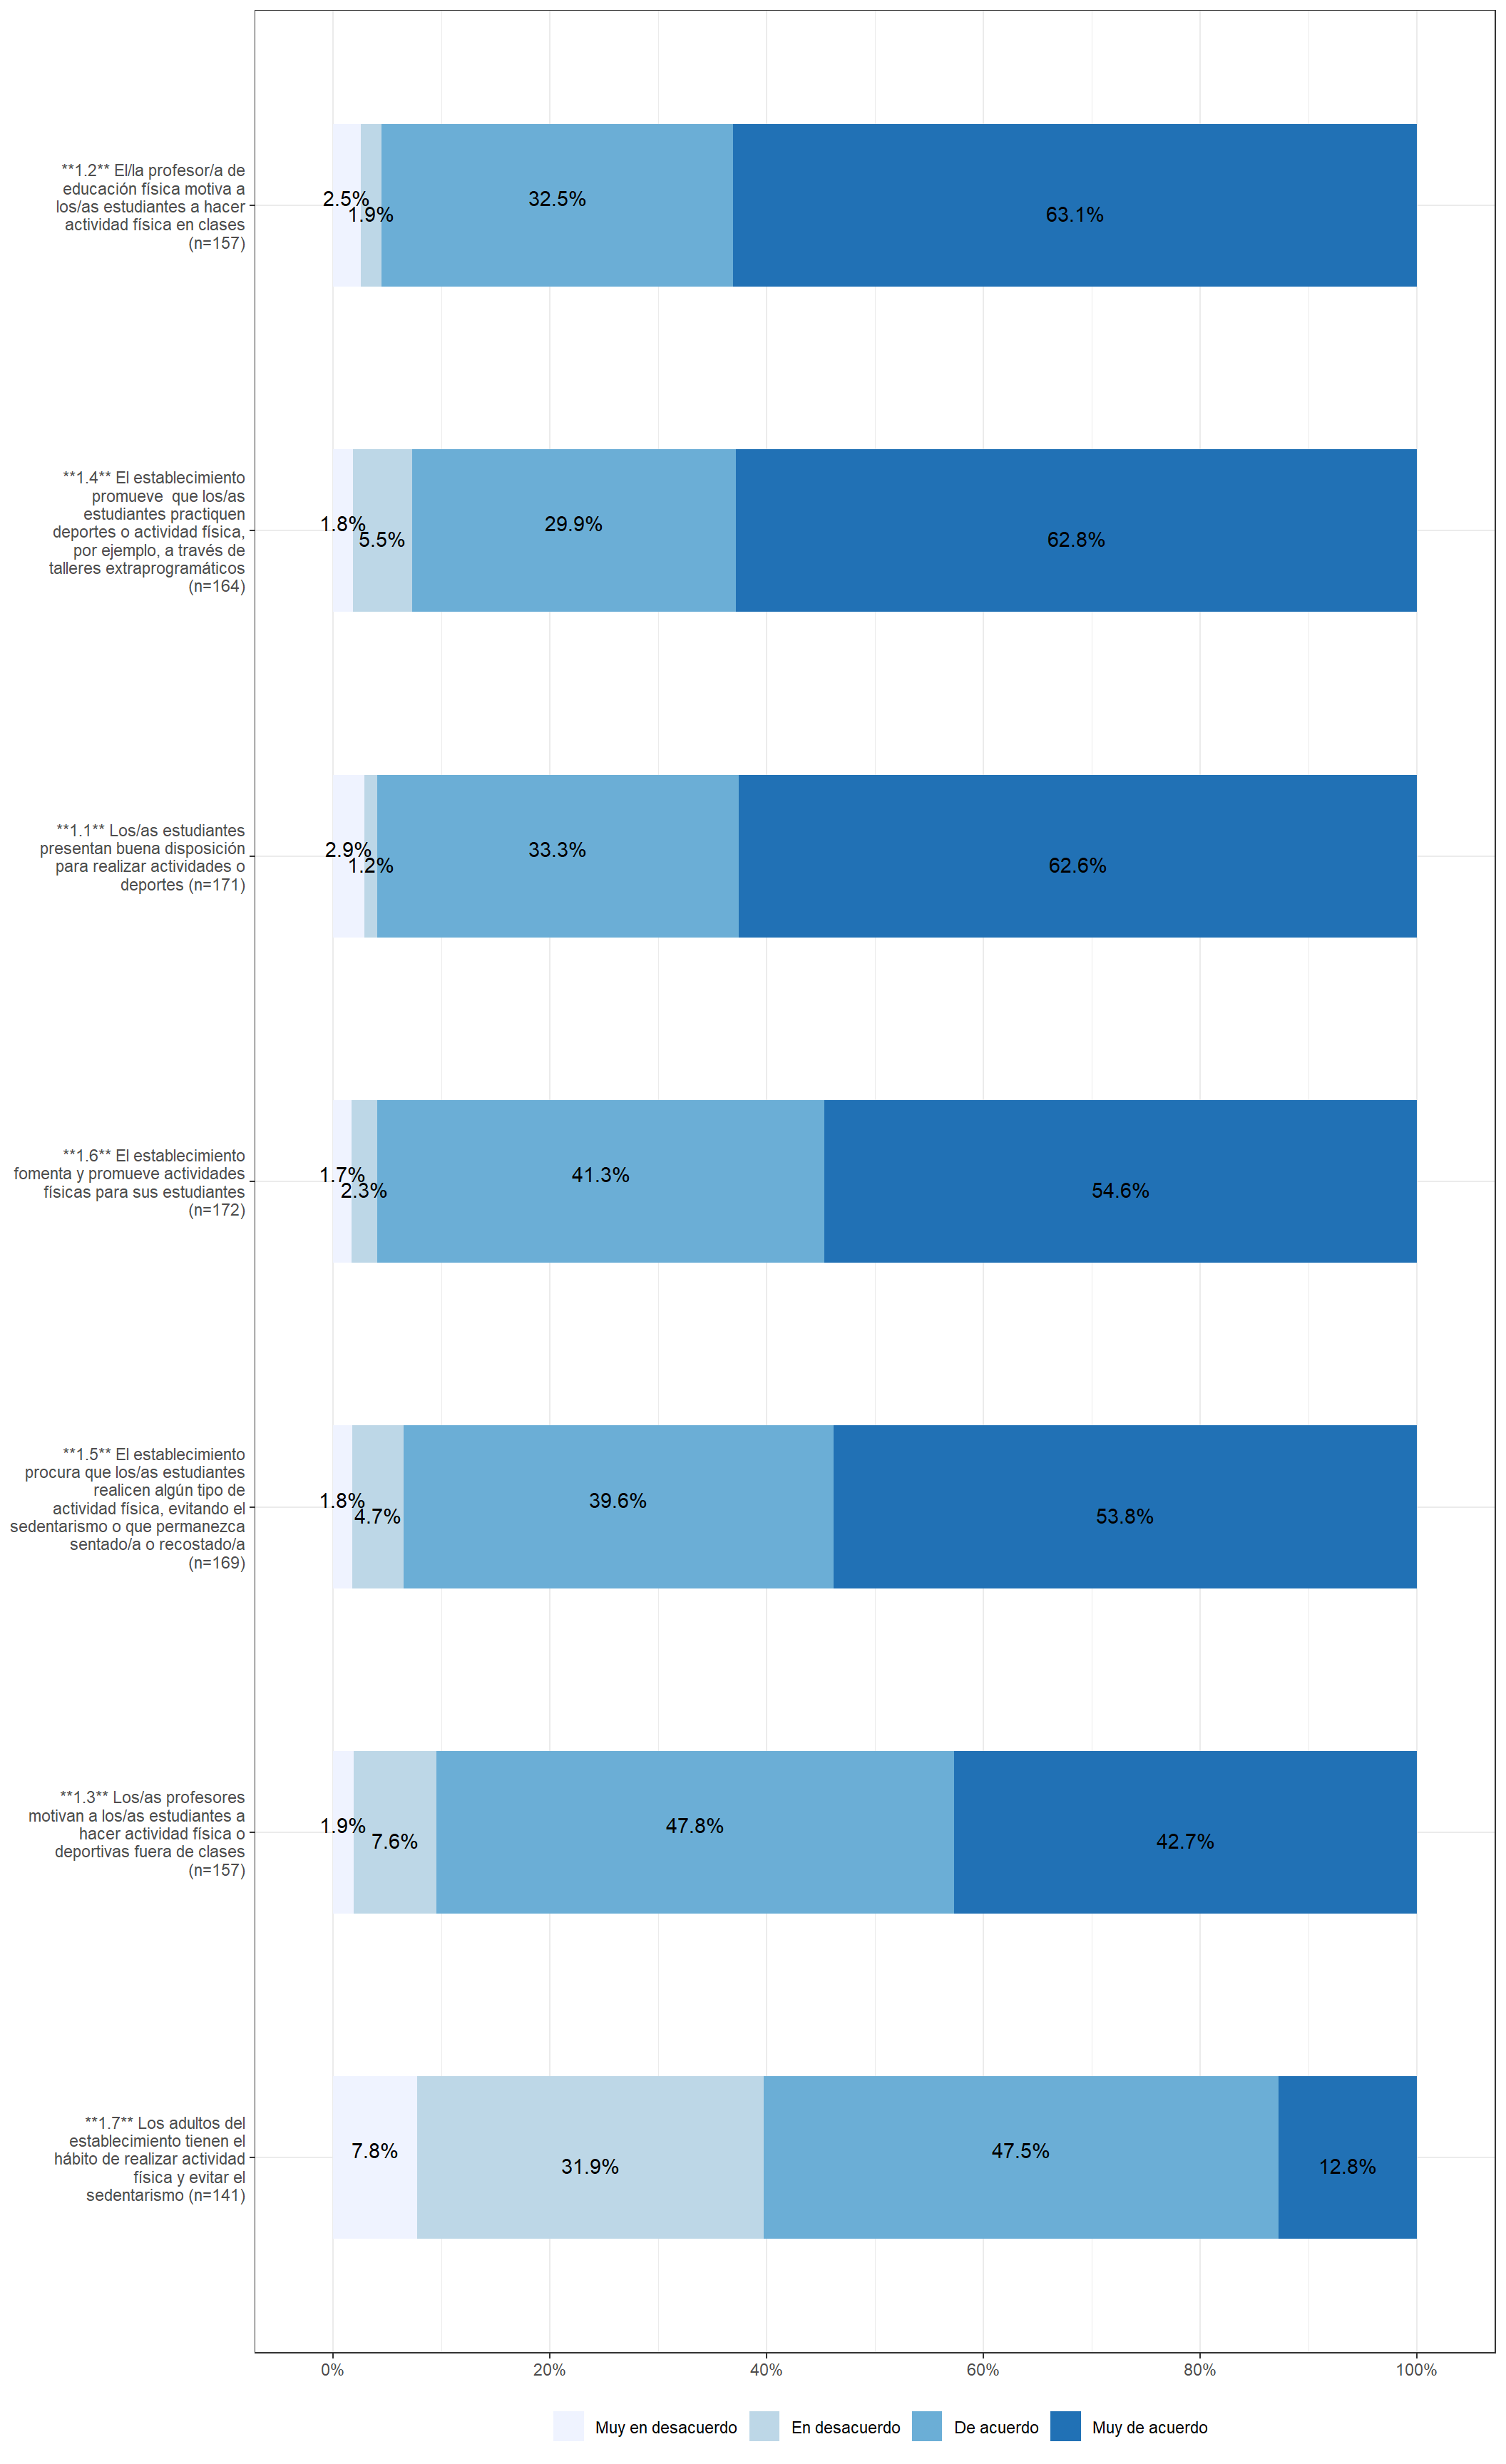 **1.2** El/la profesor/a de
educación física motiva a
los/as estudiantes a hacer
actividad física en clases
(n=157)
2.5%
1.9%
32.5%
63.1%
**1.4** El establecimiento
promueve  que los/as
estudiantes practiquen
deportes o actividad física,
por ejemplo, a través de
talleres extraprogramáticos
(n=164)
1.8%
5.5%
29.9%
62.8%
**1.1** Los/as estudiantes
presentan buena disposición
para realizar actividades o
deportes (n=171)
2.9%
1.2%
33.3%
62.6%
**1.6** El establecimiento
fomenta y promueve actividades
físicas para sus estudiantes
(n=172)
1.7%
2.3%
41.3%
54.6%
**1.5** El establecimiento
procura que los/as estudiantes
realicen algún tipo de
actividad física, evitando el
sedentarismo o que permanezca
sentado/a o recostado/a
(n=169)
1.8%
4.7%
39.6%
53.8%
**1.3** Los/as profesores
motivan a los/as estudiantes a
hacer actividad física o
deportivas fuera de clases
(n=157)
1.9%
7.6%
47.8%
42.7%
**1.7** Los adultos del
establecimiento tienen el
hábito de realizar actividad
física y evitar el
sedentarismo (n=141)
7.8%
31.9%
47.5%
12.8%
0% 20% 40% 60% 80% 100%
Muy en desacuerdo En desacuerdo De acuerdo Muy de acuerdo